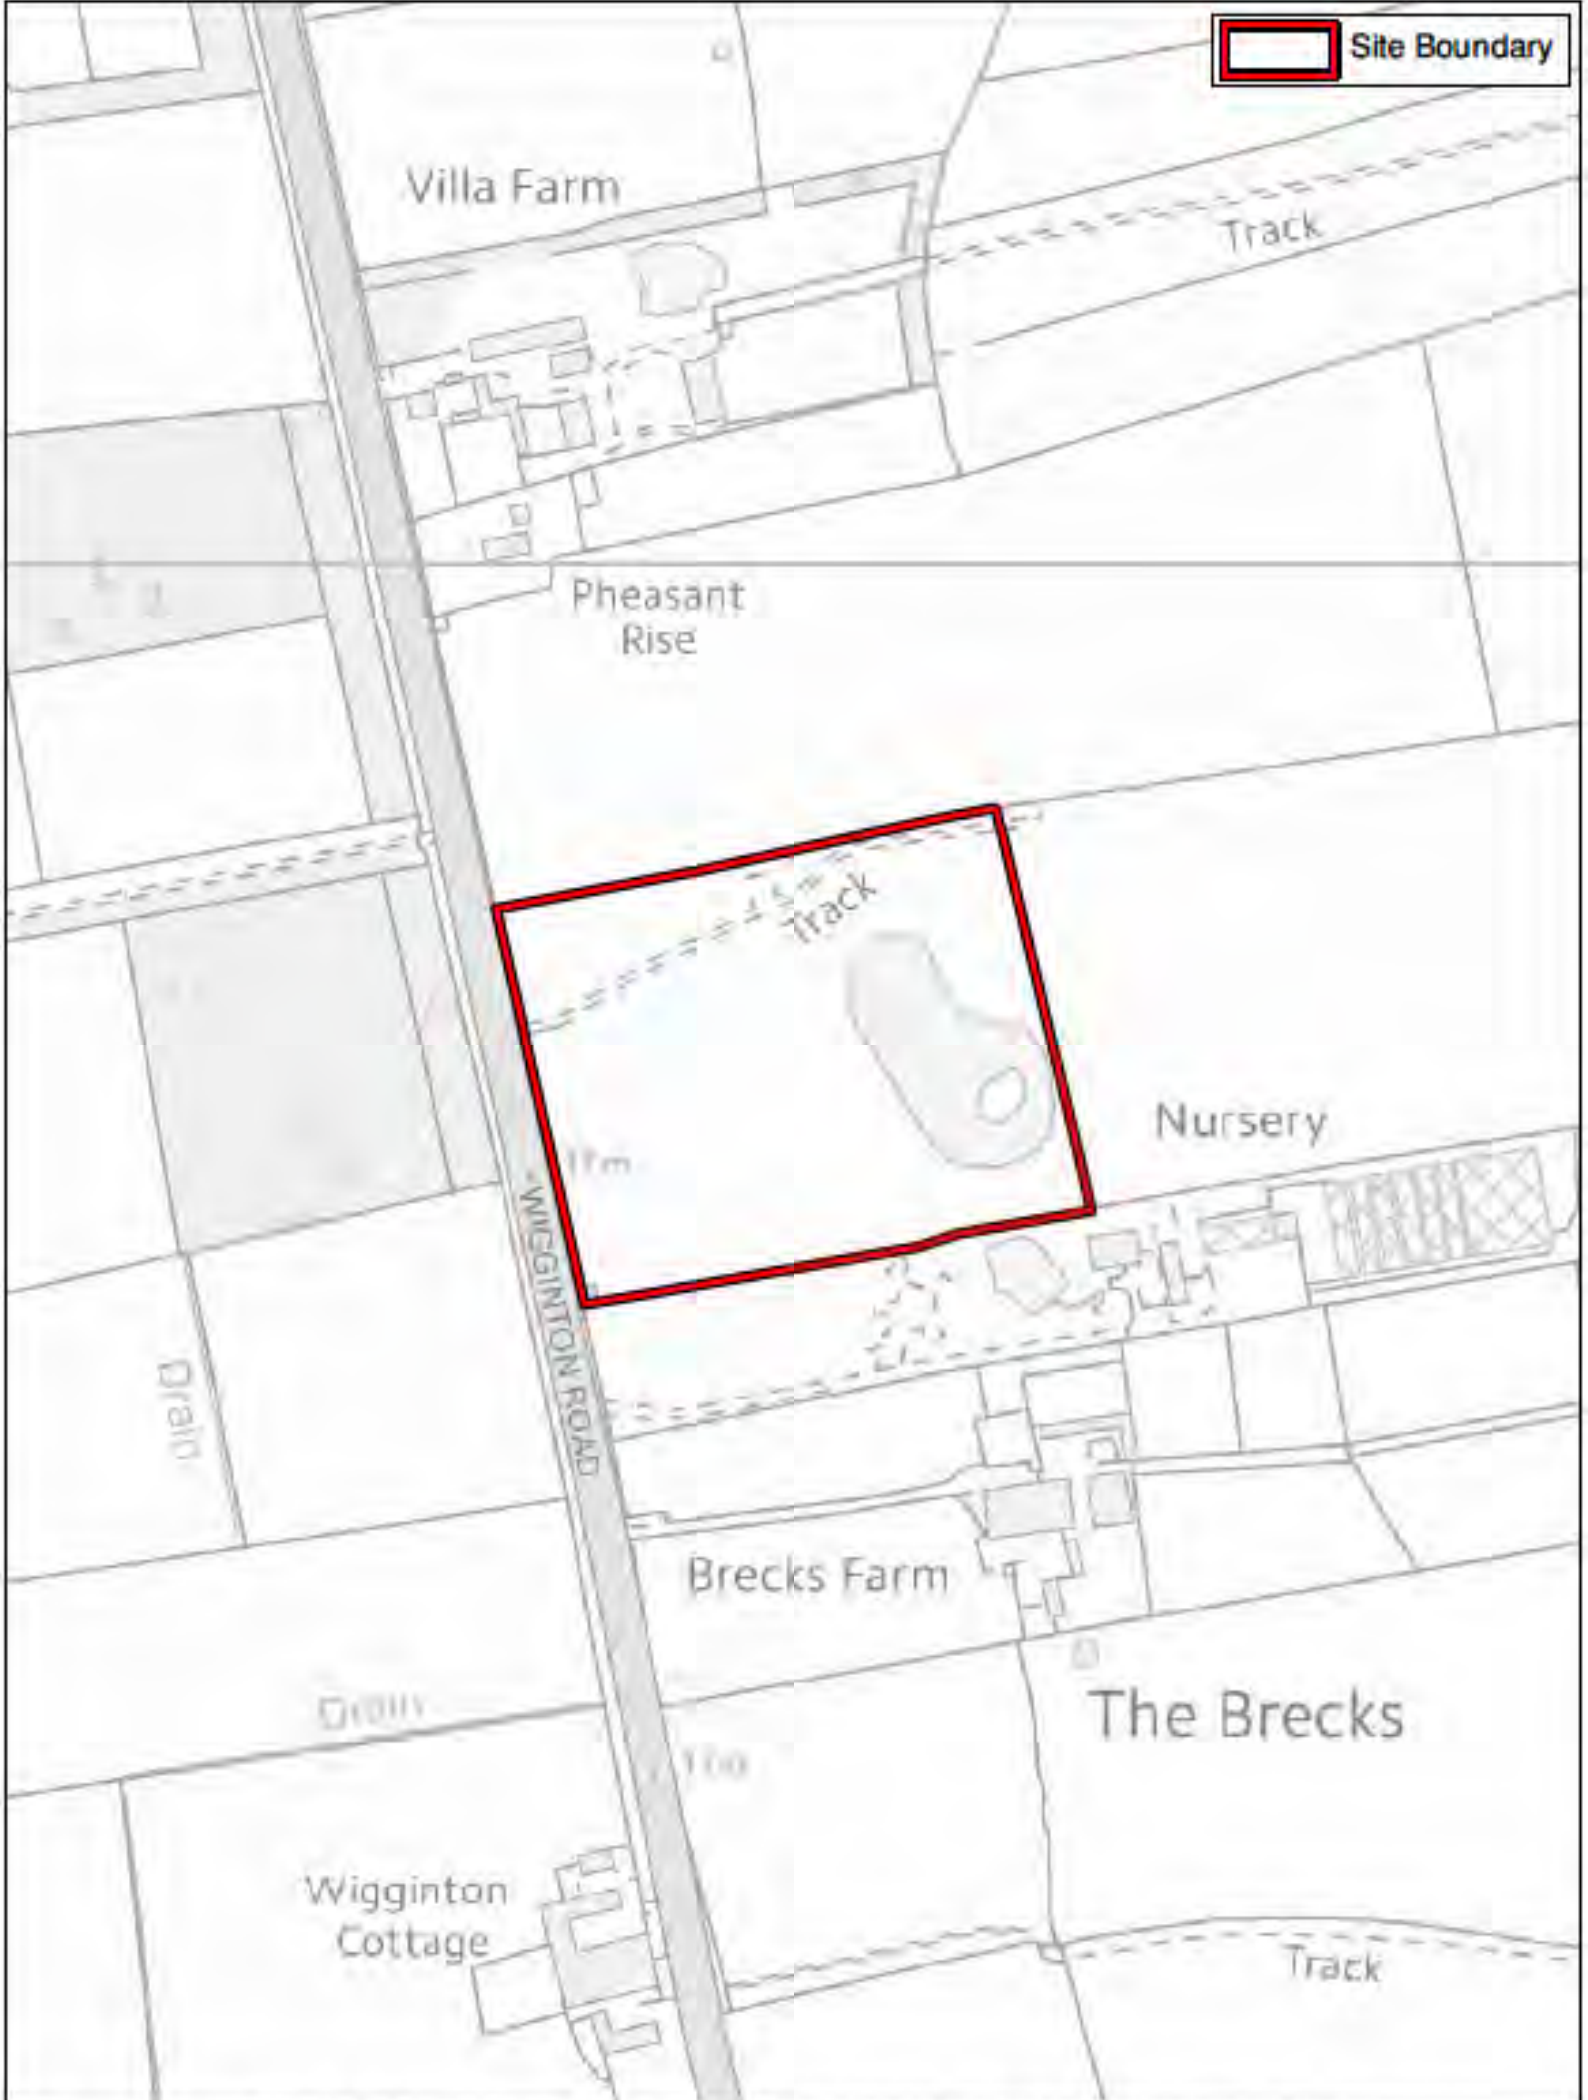 Site Boundary
Villa Farm
Track
Pheasant
Rise
Track
Nursery
17m
WIGGINTON ROAD
Drain
Brecks Farm
The Brecks
Drain
Wigginton
Cottage
Track